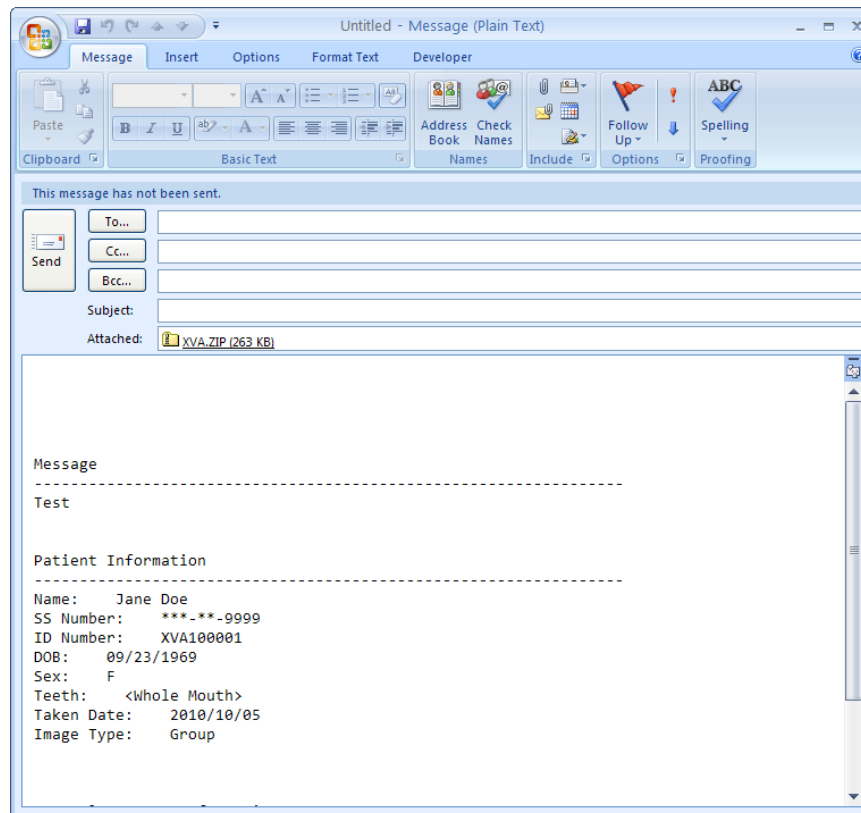 Untitled - Message (Plain Text)
Message Insert Options Format Text Developer
Paste
B I U ab A
Address Book
Check Names
Follow Up
ABC
Spelling
Clipboard Basic Text Names Include Options Proofing
This message has not been sent.
Send
To...
Cc...
Bcc...
Subject:
Attached: XVA.ZIP (263 KB)
Message
-----------------------------------------------------------------
Test
Patient Information
-----------------------------------------------------------------
Name: Jane Doe
SS Number: ***-**-9999
ID Number: XVA100001
DOB: 09/23/1969
Sex: F
Teeth: <Whole Mouth>
Taken Date: 2010/10/05
Image Type: Group